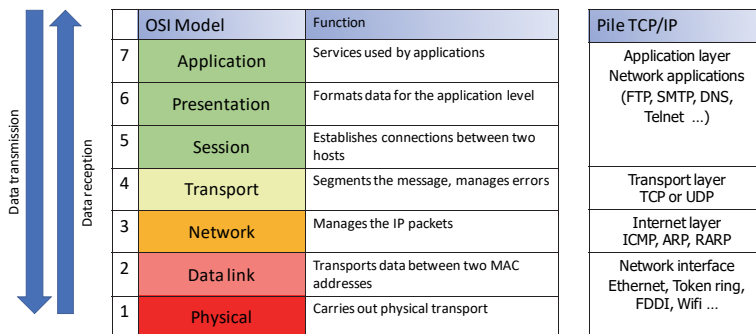 Data transmission
Data reception
OSI Model
Function
7
Application
Services used by applications
6
Presentation
Formats data for the application level
5
Session
Establishes connections between two
hosts
4
Transport
Segments the message, manages errors
3
Network
Manages the IP packets
2
Data link
Transports data between two MAC
addresses
1
Physical
Carries out physical transport
Pile TCP/IP
Application layer
Network applications
(FTP, SMTP, DNS,
Telnet ...)
Transport layer
TCP or UDP
Internet layer
ICMP, ARP, RARP
Network interface
Ethernet, Token ring,
FDDI, Wifi ...